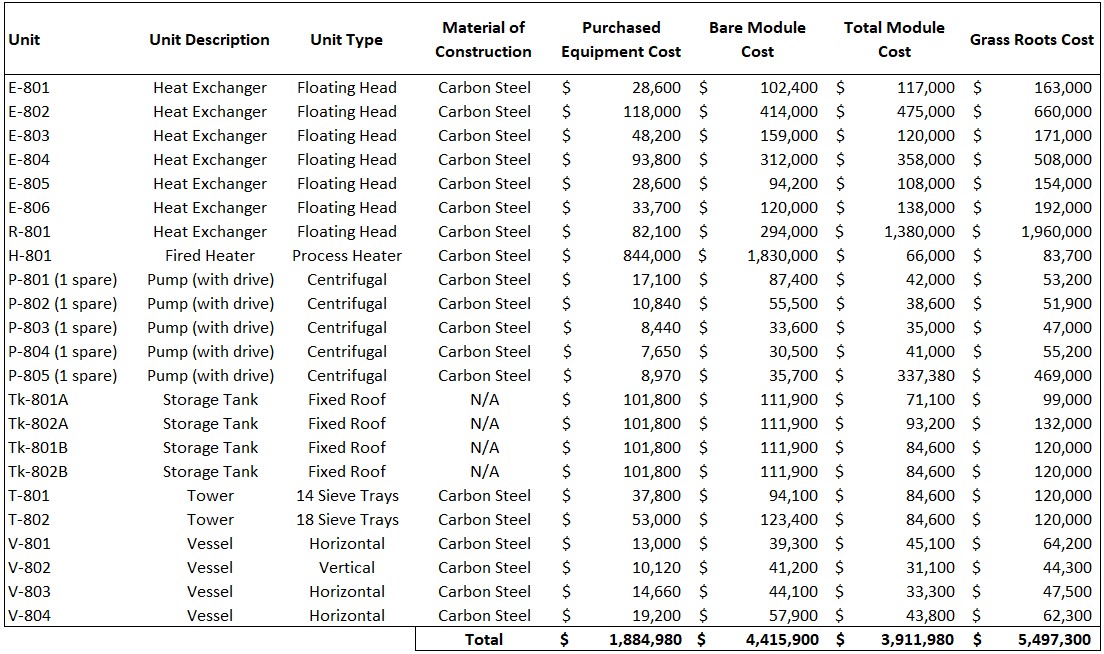 Unit Unit Description Unit Type Material of Construction Purchased Equipment Cost Bare Module Cost Total Module Cost Grass Roots Cost
E-801 Heat Exchanger Floating Head Carbon Steel $ 28,600 $ 102,400 $ 117,000 $ 163,000
E-802 Heat Exchanger Floating Head Carbon Steel $ 118,000 $ 414,000 $ 475,000 $ 660,000
E-803 Heat Exchanger Floating Head Carbon Steel $ 48,200 $ 159,000 $ 120,000 $ 171,000
E-804 Heat Exchanger Floating Head Carbon Steel $ 93,800 $ 312,000 $ 358,000 $ 508,000
E-805 Heat Exchanger Floating Head Carbon Steel $ 28,600 $ 94,200 $ 108,000 $ 154,000
E-806 Heat Exchanger Floating Head Carbon Steel $ 33,700 $ 120,000 $ 138,000 $ 192,000
R-801 Heat Exchanger Floating Head Carbon Steel $ 82,100 $ 294,000 $ 1,380,000 $ 1,960,000
H-801 Fired Heater Process Heater Carbon Steel $ 844,000 $ 1,830,000 $ 66,000 $ 83,700
P-801 (1 spare) Pump (with drive) Centrifugal Carbon Steel $ 17,100 $ 87,400 $ 42,000 $ 53,200
P-802 (1 spare) Pump (with drive) Centrifugal Carbon Steel $ 10,840 $ 55,500 $ 38,600 $ 51,900
P-803 (1 spare) Pump (with drive) Centrifugal Carbon Steel $ 8,440 $ 33,600 $ 35,000 $ 47,000
P-804 (1 spare) Pump (with drive) Centrifugal Carbon Steel $ 7,650 $ 30,500 $ 41,000 $ 55,200
P-805 (1 spare) Pump (with drive) Centrifugal Carbon Steel $ 8,970 $ 35,700 $ 337,380 $ 469,000
Tk-801A Storage Tank Fixed Roof N/A $ 101,800 $ 111,900 $ 71,100 $ 99,000
Tk-802A Storage Tank Fixed Roof N/A $ 101,800 $ 111,900 $ 93,200 $ 132,000
Tk-801B Storage Tank Fixed Roof N/A $ 101,800 $ 111,900 $ 84,600 $ 120,000
Tk-802B Storage Tank Fixed Roof N/A $ 101,800 $ 111,900 $ 84,600 $ 120,000
T-801 Tower 14 Sieve Trays Carbon Steel $ 37,800 $ 94,100 $ 84,600 $ 120,000
T-802 Tower 18 Sieve Trays Carbon Steel $ 53,000 $ 123,400 $ 84,600 $ 120,000
V-801 Vessel Horizontal Carbon Steel $ 13,000 $ 39,300 $ 45,100 $ 64,200
V-802 Vessel Vertical Carbon Steel $ 10,120 $ 41,200 $ 31,100 $ 44,300
V-803 Vessel Horizontal Carbon Steel $ 14,660 $ 44,100 $ 33,300 $ 47,500
V-804 Vessel Horizontal Carbon Steel $ 19,200 $ 57,900 $ 43,800 $ 62,300
Total $ 1,884,980 $ 4,415,900 $ 3,911,980 $ 5,497,300